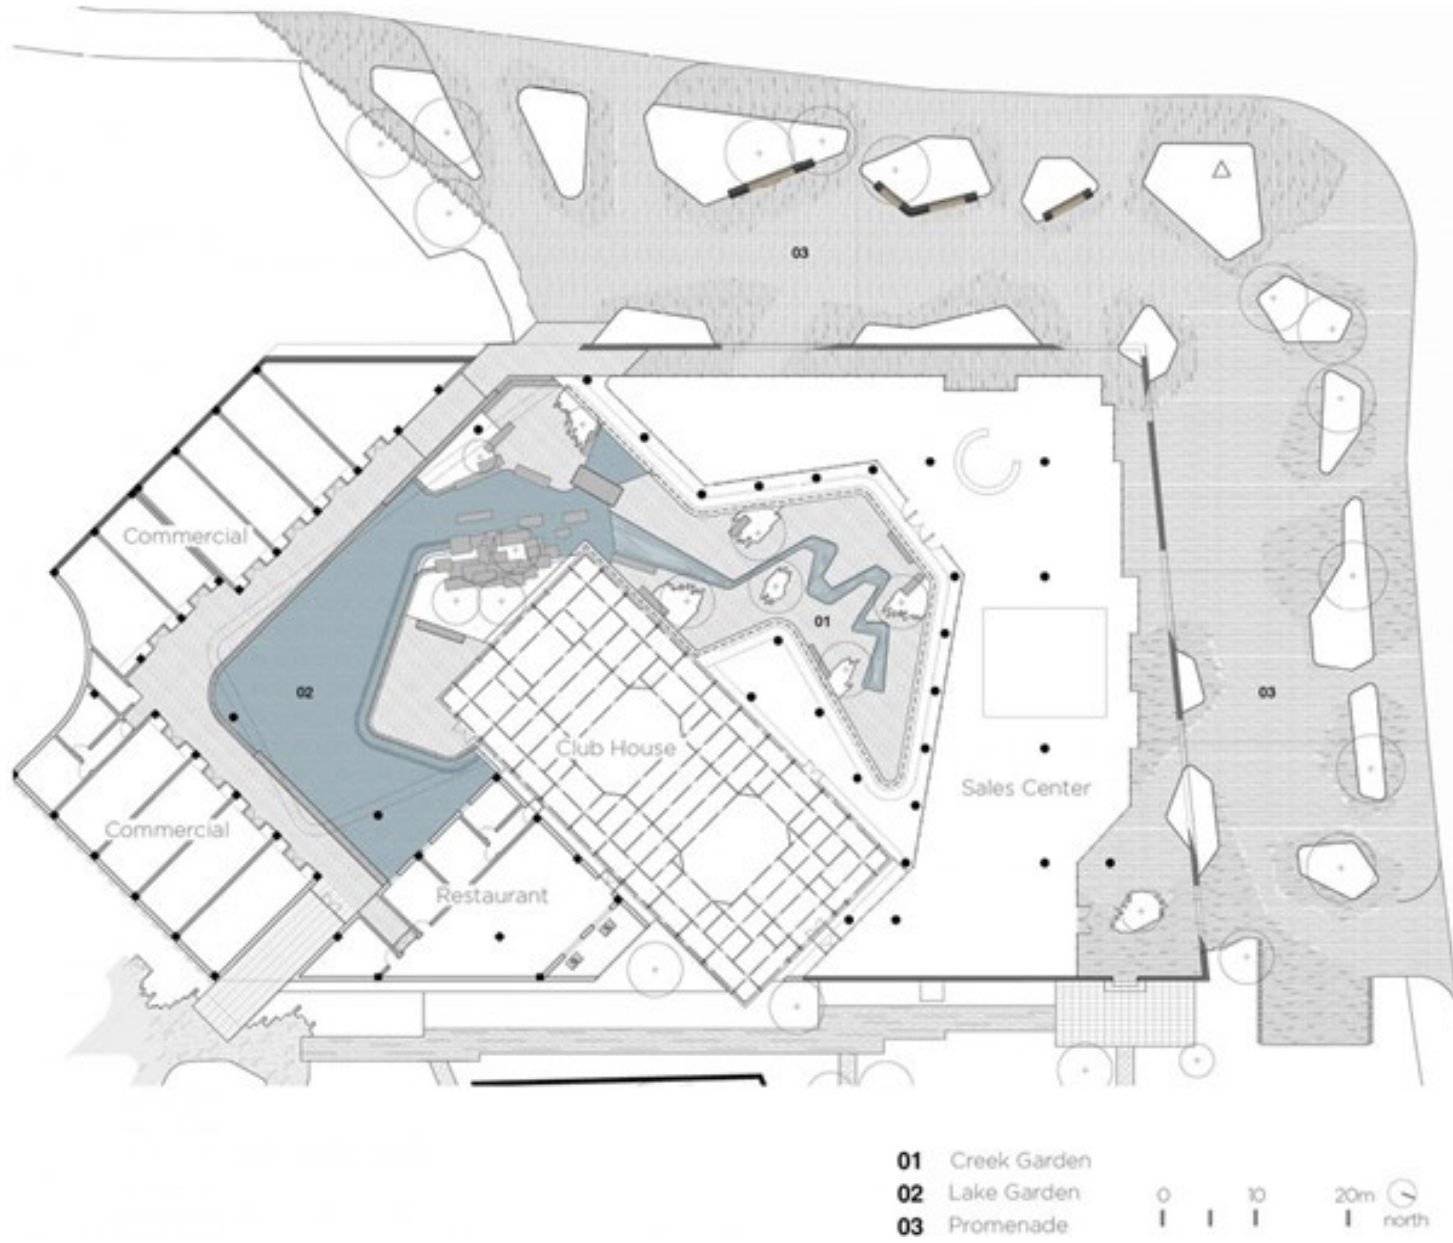 03
Commercial
01
02
03
Club House
Sales Center
Commercial
Restaurant
01 Creek Garden
02 Lake Garden
03 Promenade
0 10 20m
north